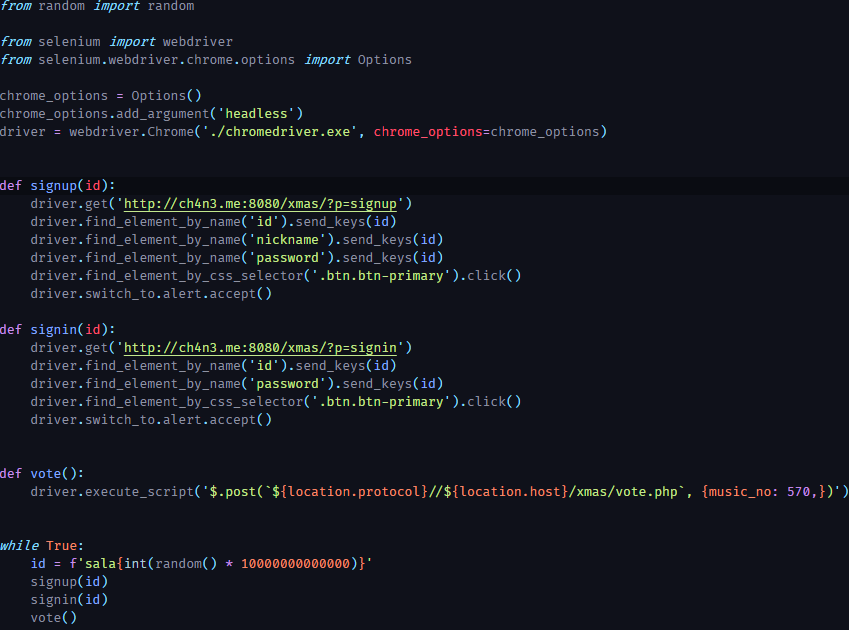 from random import random
from selenium import webdriver
from selenium.webdriver.chrome.options import Options
chrome_options = Options()
chrome_options.add_argument('headless')
driver = webdriver.Chrome('./chromedriver.exe', chrome_options=chrome_options)
def signup(id):
    driver.get('http://ch4n3.me:8080/xmas/?p=signup')
    driver.find_element_by_name('id').send_keys(id)
    driver.find_element_by_name('nickname').send_keys(id)
    driver.find_element_by_name('password').send_keys(id)
    driver.find_element_by_css_selector('.btn.btn-primary').click()
    driver.switch_to.alert.accept()
def signin(id):
    driver.get('http://ch4n3.me:8080/xmas/?p=signin')
    driver.find_element_by_name('id').send_keys(id)
    driver.find_element_by_name('password').send_keys(id)
    driver.find_element_by_css_selector('.btn.btn-primary').click()
    driver.switch_to.alert.accept()
def vote():
    driver.execute_script('$.post(`${location.protocol}//${location.host}/xmas/vote.php`, {music_no: 570,})')
while True:
    id = f'sala{int(random() * 10000000000000)}'
    signup(id)
    signin(id)
    vote()